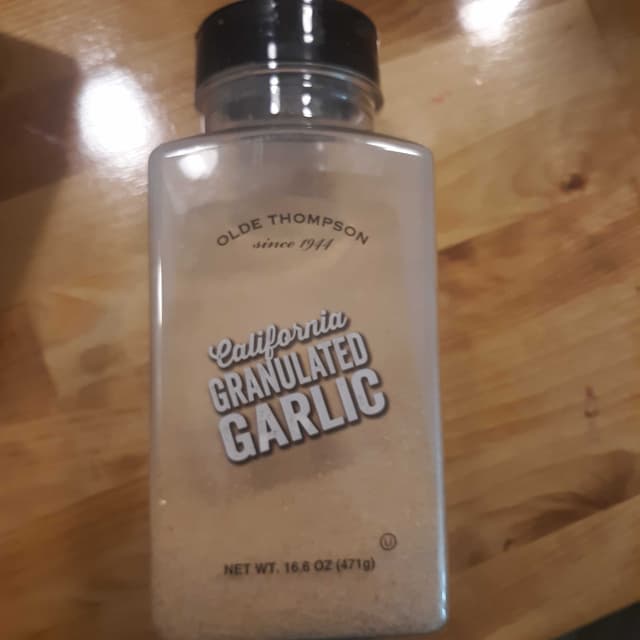 OLDE THOMPSON
since 1944
California
GRANULATED
GARLIC
U
NET WT. 16.6 OZ (471g)